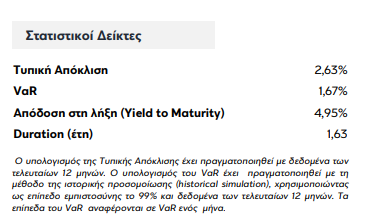 Στατιστικοί Δείκτες
Τυπική Απόκλιση 2,63%
VaR 1,67%
Απόδοση στη λήξη (Yield to Maturity) 4,95%
Duration (έτη) 1,63
Ο υπολογισμός της Τυπικής Απόκλισης έχει πραγματοποιηθεί με δεδομένα των
τελευταίων 12 μηνών. Ο υπολογισμός του VaR έχει πραγματοποιηθεί με τη
μέθοδο της ιστορικής προσομοίωσης (historical simulation), χρησιμοποιώντας
ως επίπεδο εμπιστοσύνης το 99% και δεδομένα των τελευταίων 12 μηνών. Τα
επίπεδα του VaR αναφέρονται σε VaR ενός μήνα.